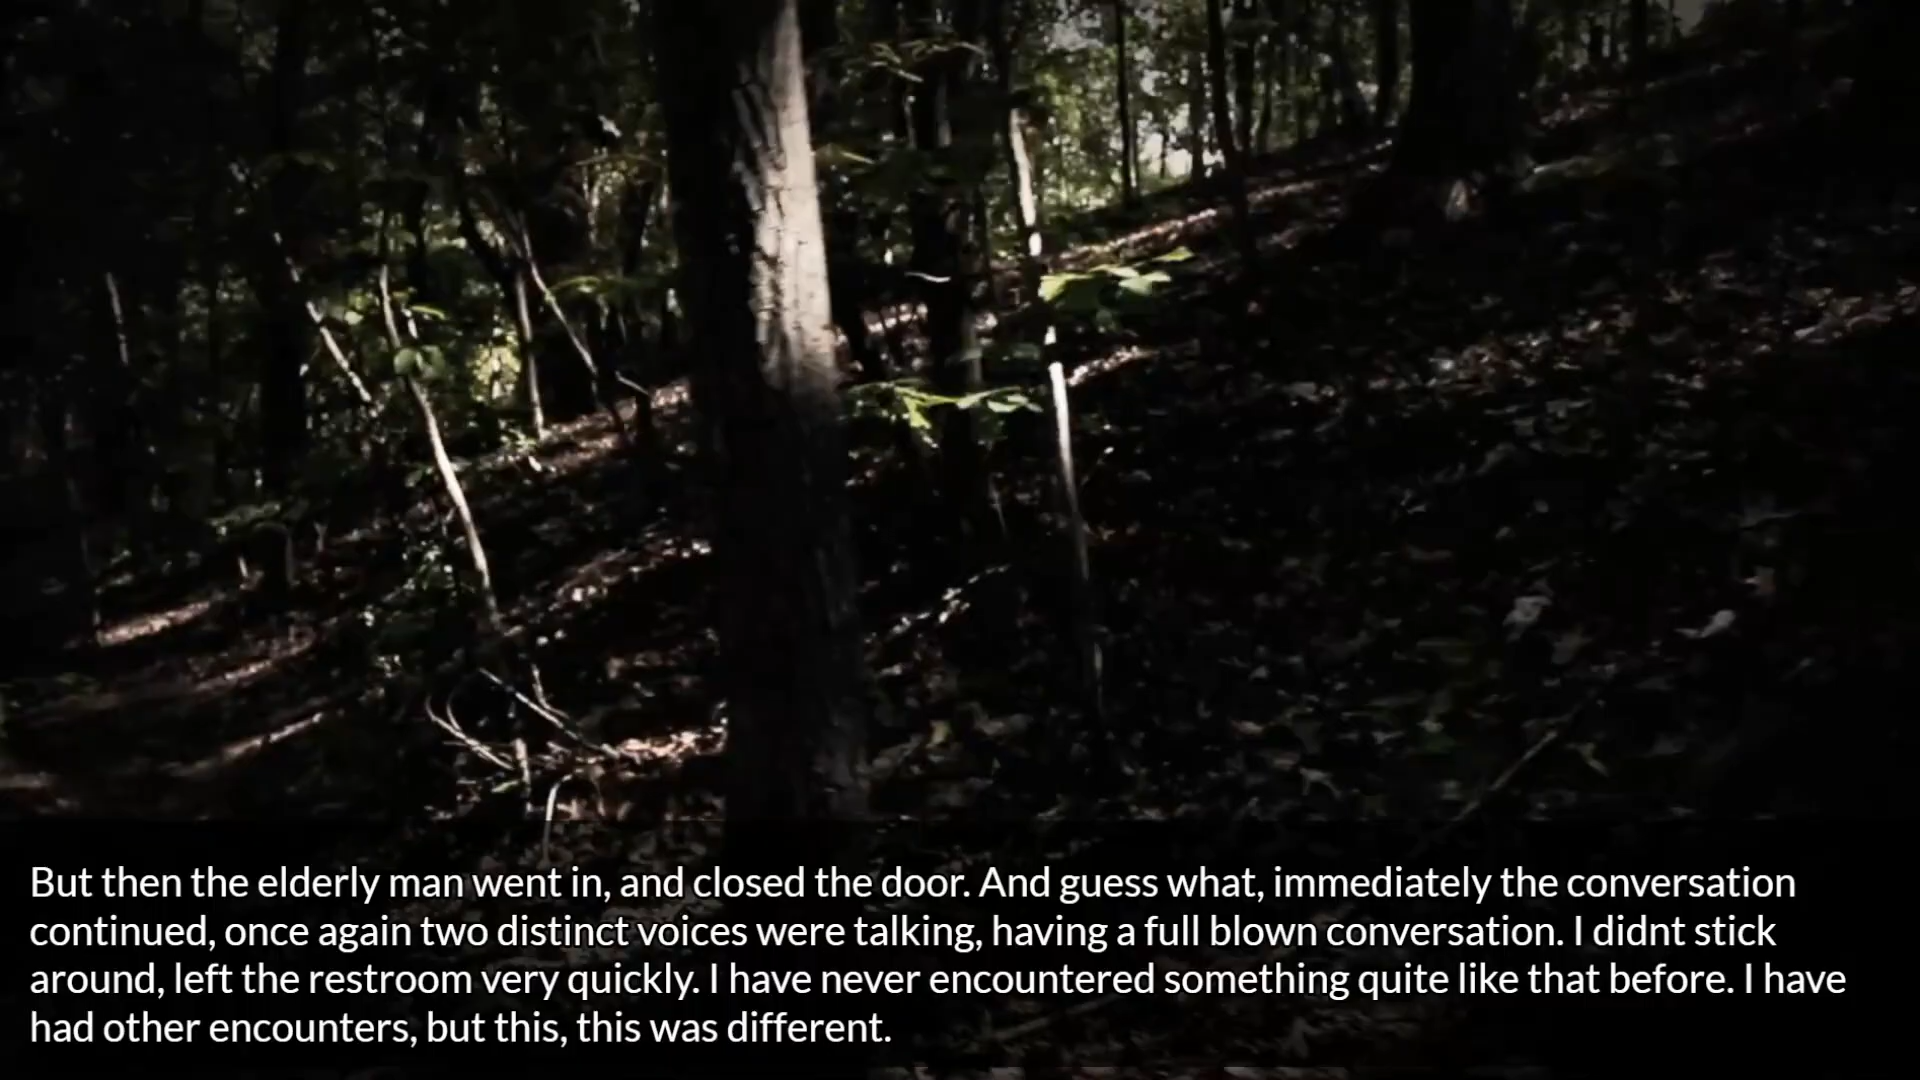 But then the elderly man went in, and closed the door. And guess what, immediately the conversation
continued, once again two distinct voices were talking, having a full blown conversation. I didnt stick
around, left the restroom very quickly. I have never encountered something quite like that before. I have
had other encounters, but this, this was different.